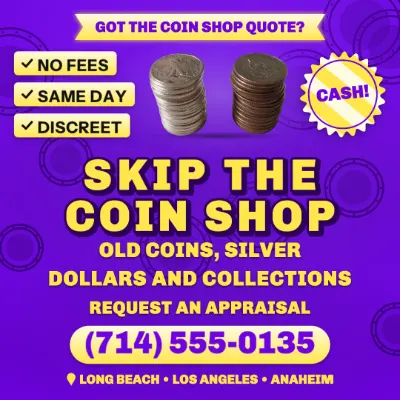 GOT THE COIN SHOP QUOTE?
✓ NO FEES
✓ SAME DAY
✓ DISCREET
CASH!
SKIP THE
COIN SHOP
OLD COINS, SILVER
DOLLARS AND COLLECTIONS
REQUEST AN APPRAISAL
(714) 555-0135
LONG BEACH • LOS ANGELES • ANAHEIM